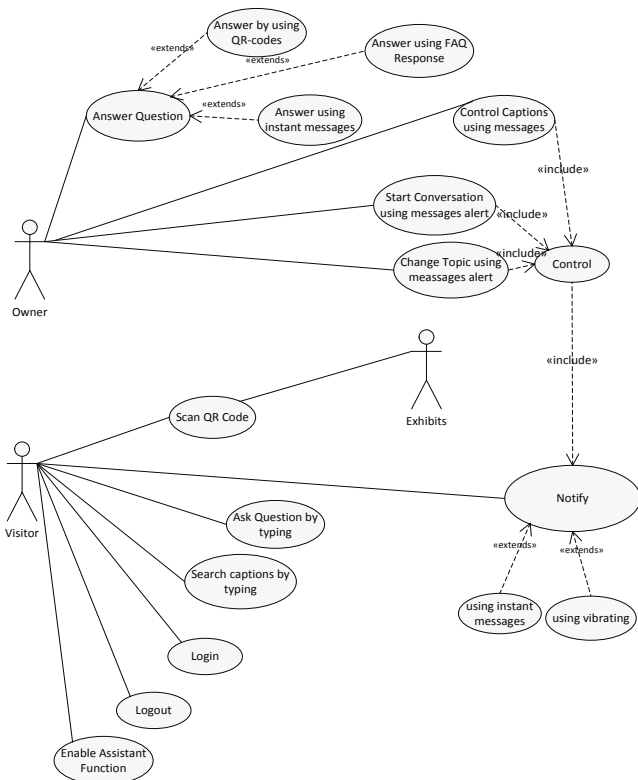 Answer by using
QR-codes
«extends»
Answer using FAQ
Response
«extends»
Answer Question
«extends»
Answer using
instant messages
Control Captions
using messages
«include»
Start Conversation
using messages alert
«include»
«include»
Change Topic using
meassages alert
Control
Owner
«include»
Scan QR Code
Exhibits
Visitor
Notify
Ask Question by
typing
«extends»
«extends»
Search captions by
typing
using instant
messages
using vibrating
Login
Logout
Enable Assistant
Function